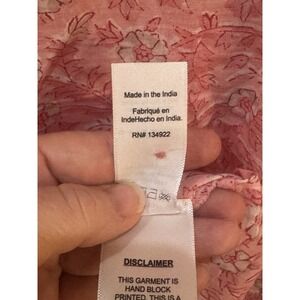 Made in the India
Fabriqué en
IndeHecho en India.
RN# 134922
DISCLAIMER
THIS GARMENT IS
HAND BLOCK
PRINTED. THIS IS A